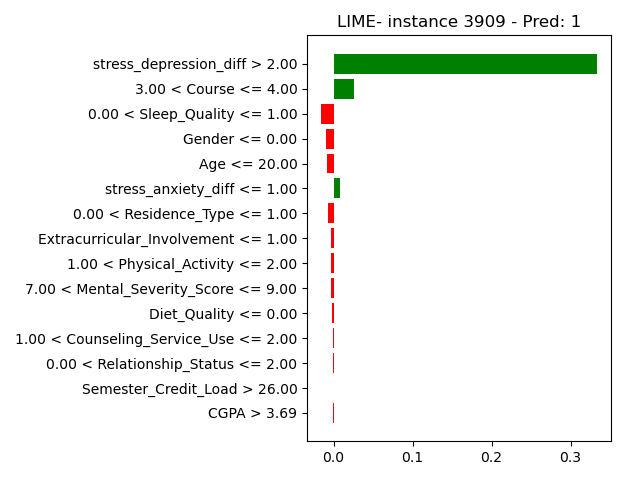 LIME- instance 3909 - Pred: 1
stress_depression_diff > 2.00
3.00 < Course <= 4.00
0.00 < Sleep_Quality <= 1.00
Gender <= 0.00
Age <= 20.00
stress_anxiety_diff <= 1.00
0.00 < Residence_Type <= 1.00
Extracurricular_Involvement <= 1.00
1.00 < Physical_Activity <= 2.00
7.00 < Mental_Severity_Score <= 9.00
Diet_Quality <= 0.00
1.00 < Counseling_Service_Use <= 2.00
0.00 < Relationship_Status <= 2.00
Semester_Credit_Load > 26.00
CGPA > 3.69
0.0 0.1 0.2 0.3